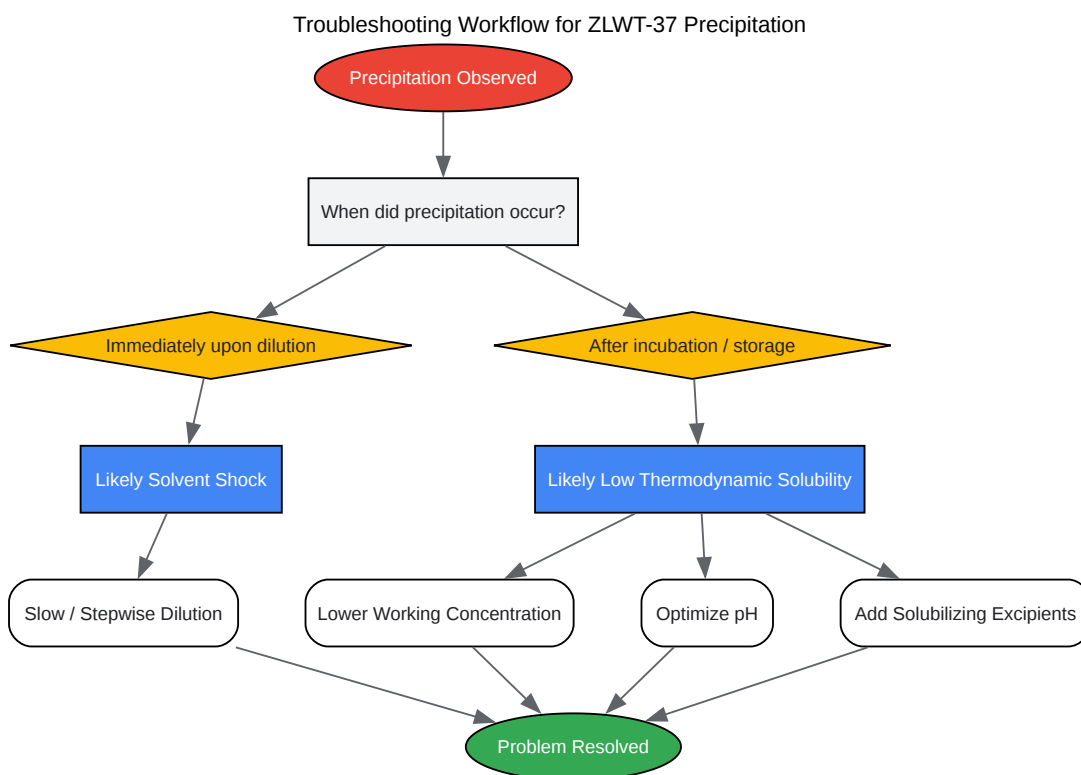 Troubleshooting Workflow for ZLWT-37 Precipitation
Precipitation Observed
When did precipitation occur?
Immediately upon dilution
After incubation / storage
Likely Solvent Shock
Likely Low Thermodynamic Solubility
Slow / Stepwise Dilution
Lower Working Concentration
Optimize pH
Add Solubilizing Excipients
Problem Resolved